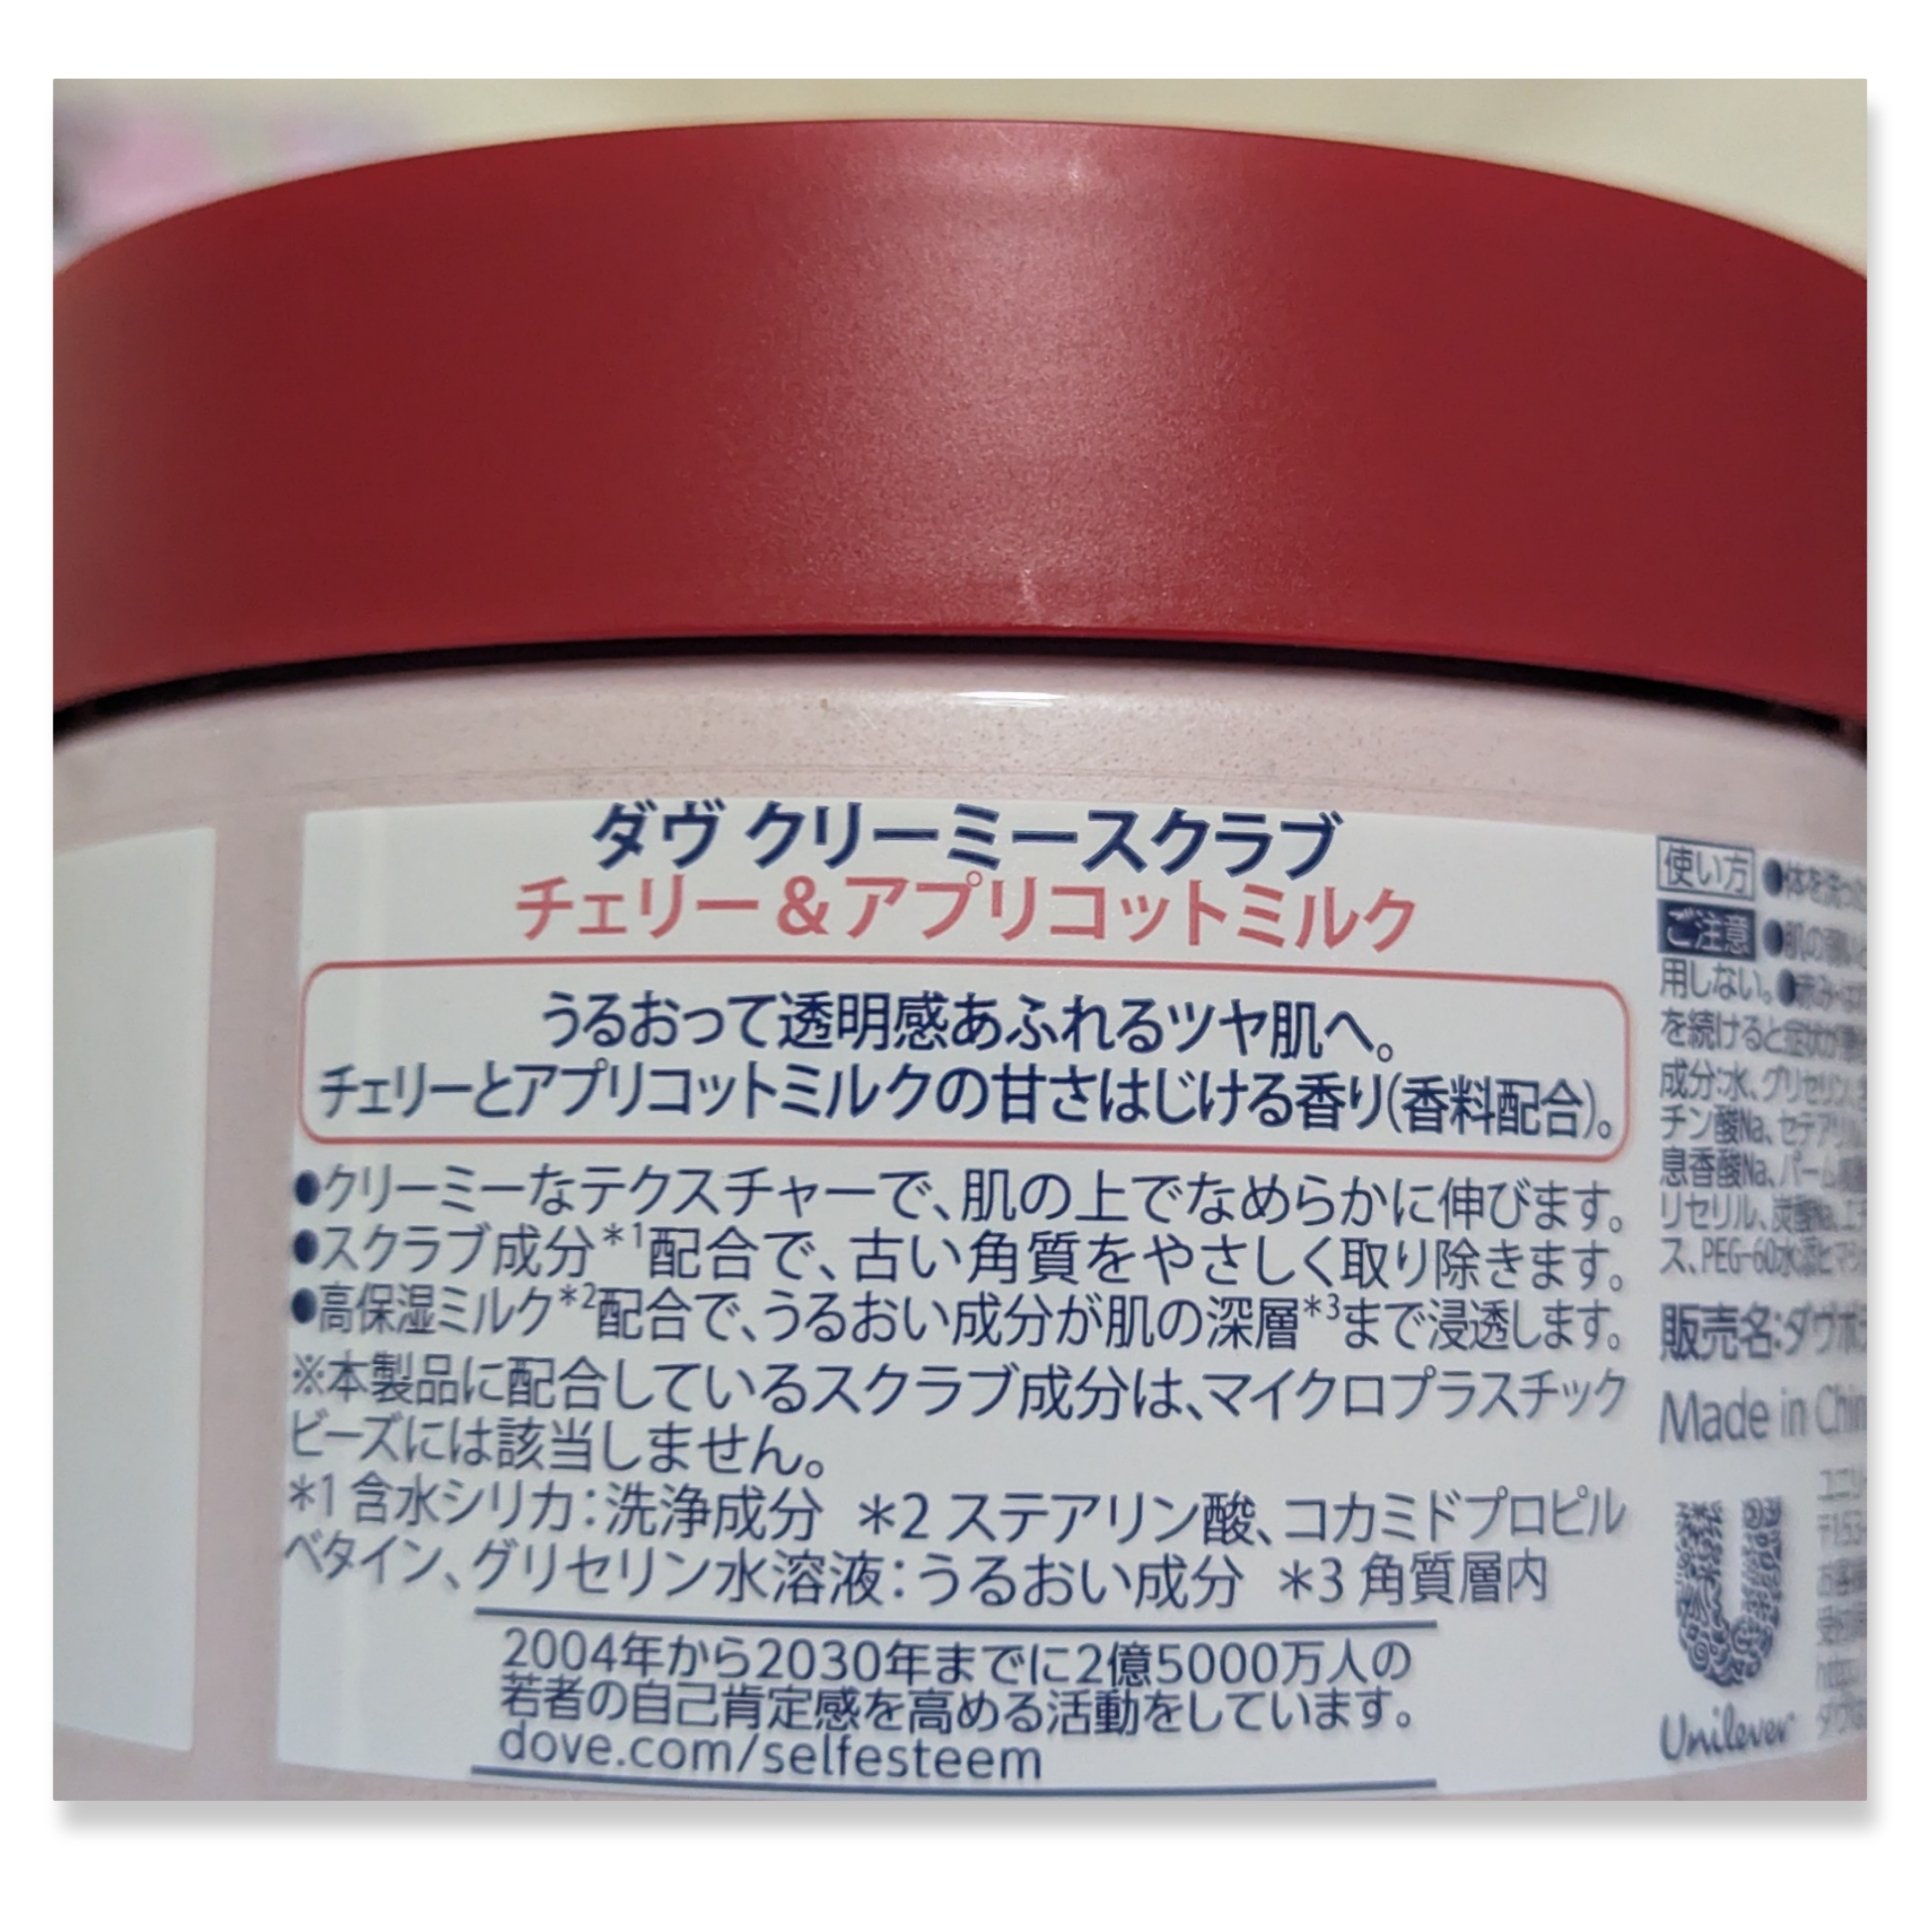 ダヴ クリーミースクラブ
チェリー＆アプリコットミルク
うるおって透明感あふれるツヤ肌へ。
チェリーとアプリコットミルクの甘さはじける香り(香料配合)。
●クリーミーなテクスチャーで、肌の上でなめらかに伸びます。
●スクラブ成分*1配合で、古い角質をやさしく取り除きます。
●高保湿ミルク*2配合で、うるおい成分が肌の深層*3まで浸透します。
※本製品に配合しているスクラブ成分は、マイクロプラスチック
ビーズには該当しません。
*1 含水シリカ：洗浄成分 *2 ステアリン酸、コカミドプロピル
ベタイン、グリセリン水溶液：うるおい成分 *3 角質層内
2004年から2030年までに2億5000万人の
若者の自己肯定感を高める活動をしています。
dove.com/selfesteem
使い方 ●体を洗っ
ご注意 ●肌の
用しない。●赤み
を続けると症状が
成分:水、グリセリン、
チン酸Na、セテアリル
息香酸Na、パーム
リセリル、炭酸Na、エ
ス、PEG-60水添ヒマシ
販売名:ダヴボ
Made in Chin
Unilever